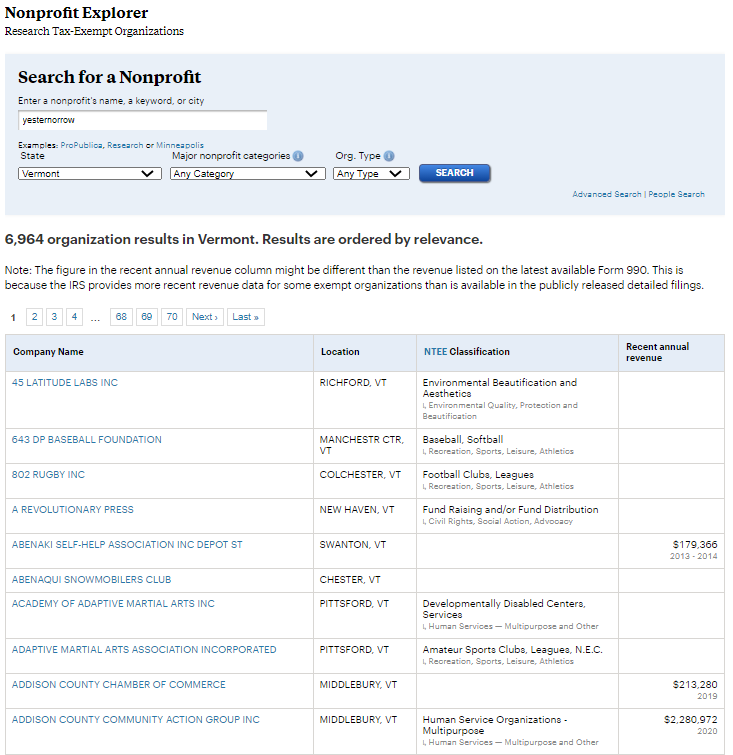 Nonprofit Explorer
Research Tax-Exempt Organizations
Search for a Nonprofit
Enter a nonprofit's name, a keyword, or city
yesternorrow
Examples: ProPublica, Research or Minneapolis
State Major nonprofit categories i Org. Type i
Vermont Any Category Any Type SEARCH
Advanced Search | People Search
6,964 organization results in Vermont. Results are ordered by relevance.
Note: The figure in the recent annual revenue column might be different than the revenue listed on the latest available Form 990. This is
because the IRS provides more recent revenue data for some exempt organizations than is available in the publicly released detailed filings.
1 2 3 4 ... 68 69 70 Next › Last »
Company Name Location NTEE Classification Recent annual
revenue
45 LATITUDE LABS INC RICHFORD, VT Environmental Beautification and
Aesthetics
Environmental Quality, Protection and
Beautification
643 DP BASEBALL FOUNDATION MANCHESTR CTR, Baseball, Softball
VT Recreation, Sports, Leisure, Athletics
802 RUGBY INC COLCHESTER, VT Football Clubs, Leagues
Recreation, Sports, Leisure, Athletics
A REVOLUTIONARY PRESS NEW HAVEN, VT Fund Raising and/or Fund Distribution
Civil Rights, Social Action, Advocacy
ABENAKI SELF-HELP ASSOCIATION INC DEPOT ST SWANTON, VT $179,366
2013 - 2014
ABENAQUI SNOWMOBILERS CLUB CHESTER, VT
ACADEMY OF ADAPTIVE MARTIAL ARTS INC PITTSFORD, VT Developmentally Disabled Centers,
Services
Human Services — Multipurpose and Other
ADAPTIVE MARTIAL ARTS ASSOCIATION INCORPORATED PITTSFORD, VT Amateur Sports Clubs, Leagues, N.E.C.
Recreation, Sports, Leisure, Athletics
ADDISON COUNTY CHAMBER OF COMMERCE MIDDLEBURY, VT $213,280
2019
ADDISON COUNTY COMMUNITY ACTION GROUP INC MIDDLEBURY, VT Human Service Organizations - $2,280,972
Multipurpose 2020
Human Services — Multipurpose and Other